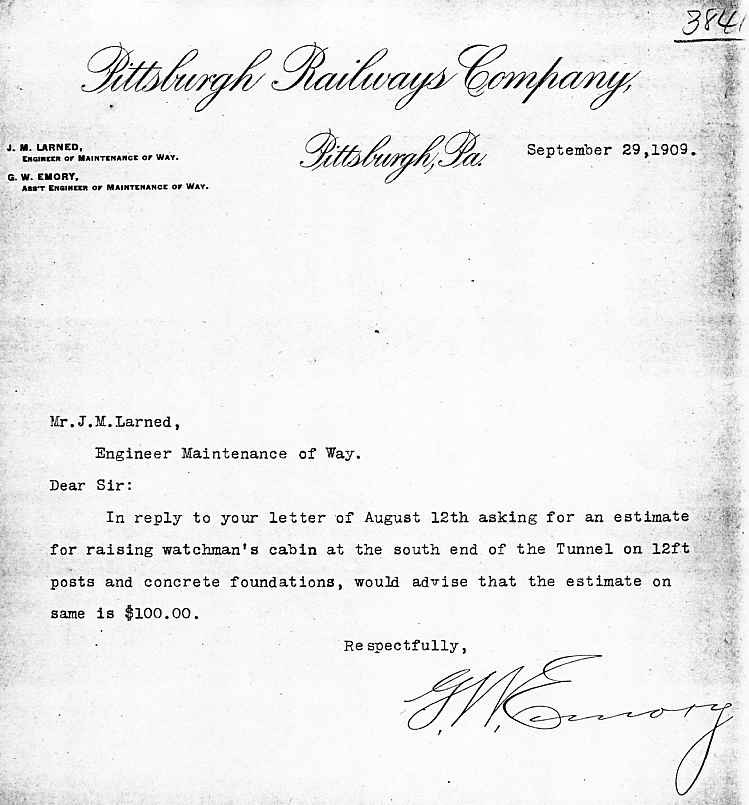 3841
Pittsburgh Railways Company,
J. M. LARNED,
ENGINEER OF MAINTENANCE OF WAY.
G. W. EMORY,
ASS'T ENGINEER OF MAINTENANCE OF WAY.
Pittsburgh, Pa. September 29,1909.
Mr.J.M.Larned,
Engineer Maintenance of Way.
Dear Sir:
In reply to your letter of August 12th asking for an estimate
for raising watchman's cabin at the south end of the Tunnel on 12ft
posts and concrete foundations, would advise that the estimate on
same is $100.00.
Respectfully,
G.W.Emory